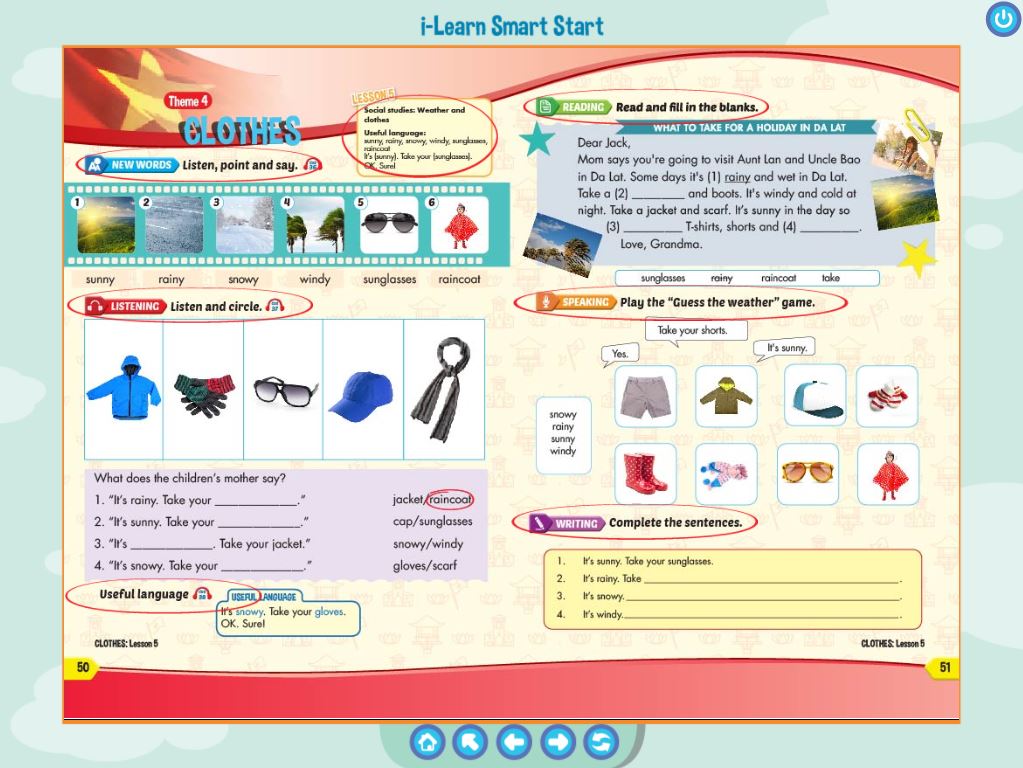 i-Learn Smart Start
Theme 4
CLOTHES
LESSON 5
Social studies: Weather and
clothes
Useful language:
sunny, rainy, snowy, windy, sunglasses,
raincoat
It's (sunny). Take your (sunglasses).
OK. Sure!
NEW WORDS Listen, point and say.
1 2 3 4 5 6
sunny rainy snowy windy sunglasses raincoat
LISTENING Listen and circle.
What does the children's mother say?
1. "It's rainy. Take your ____________." jacket/raincoat
2. "It's sunny. Take your ____________." cap/sunglasses
3. "It's ____________. Take your jacket." snowy/windy
4. "It's snowy. Take your ____________." gloves/scarf
Useful language
USEFUL LANGUAGE
It's snowy. Take your gloves.
OK. Sure!
CLOTHES: Lesson 5
50
READING Read and fill in the blanks.
WHAT TO TAKE FOR A HOLIDAY IN DA LAT
Dear Jack,
Mom says you're going to visit Aunt Lan and Uncle Bao
in Da Lat. Some days it's (1) rainy and wet in Da Lat.
Take a (2) _________ and boots. It's windy and cold at
night. Take a jacket and scarf. It's sunny in the day so
(3) __________ T-shirts, shorts and (4) __________.
Love, Grandma.
sunglasses rainy raincoat take
SPEAKING Play the "Guess the weather" game.
Take your shorts.
Yes.
It's sunny.
snowy
rainy
sunny
windy
WRITING Complete the sentences.
1. It's sunny. Take your sunglasses.
2. It's rainy. Take ____________________.
3. It's snowy. ____________________.
4. It's windy. ____________________.
CLOTHES: Lesson 5
51